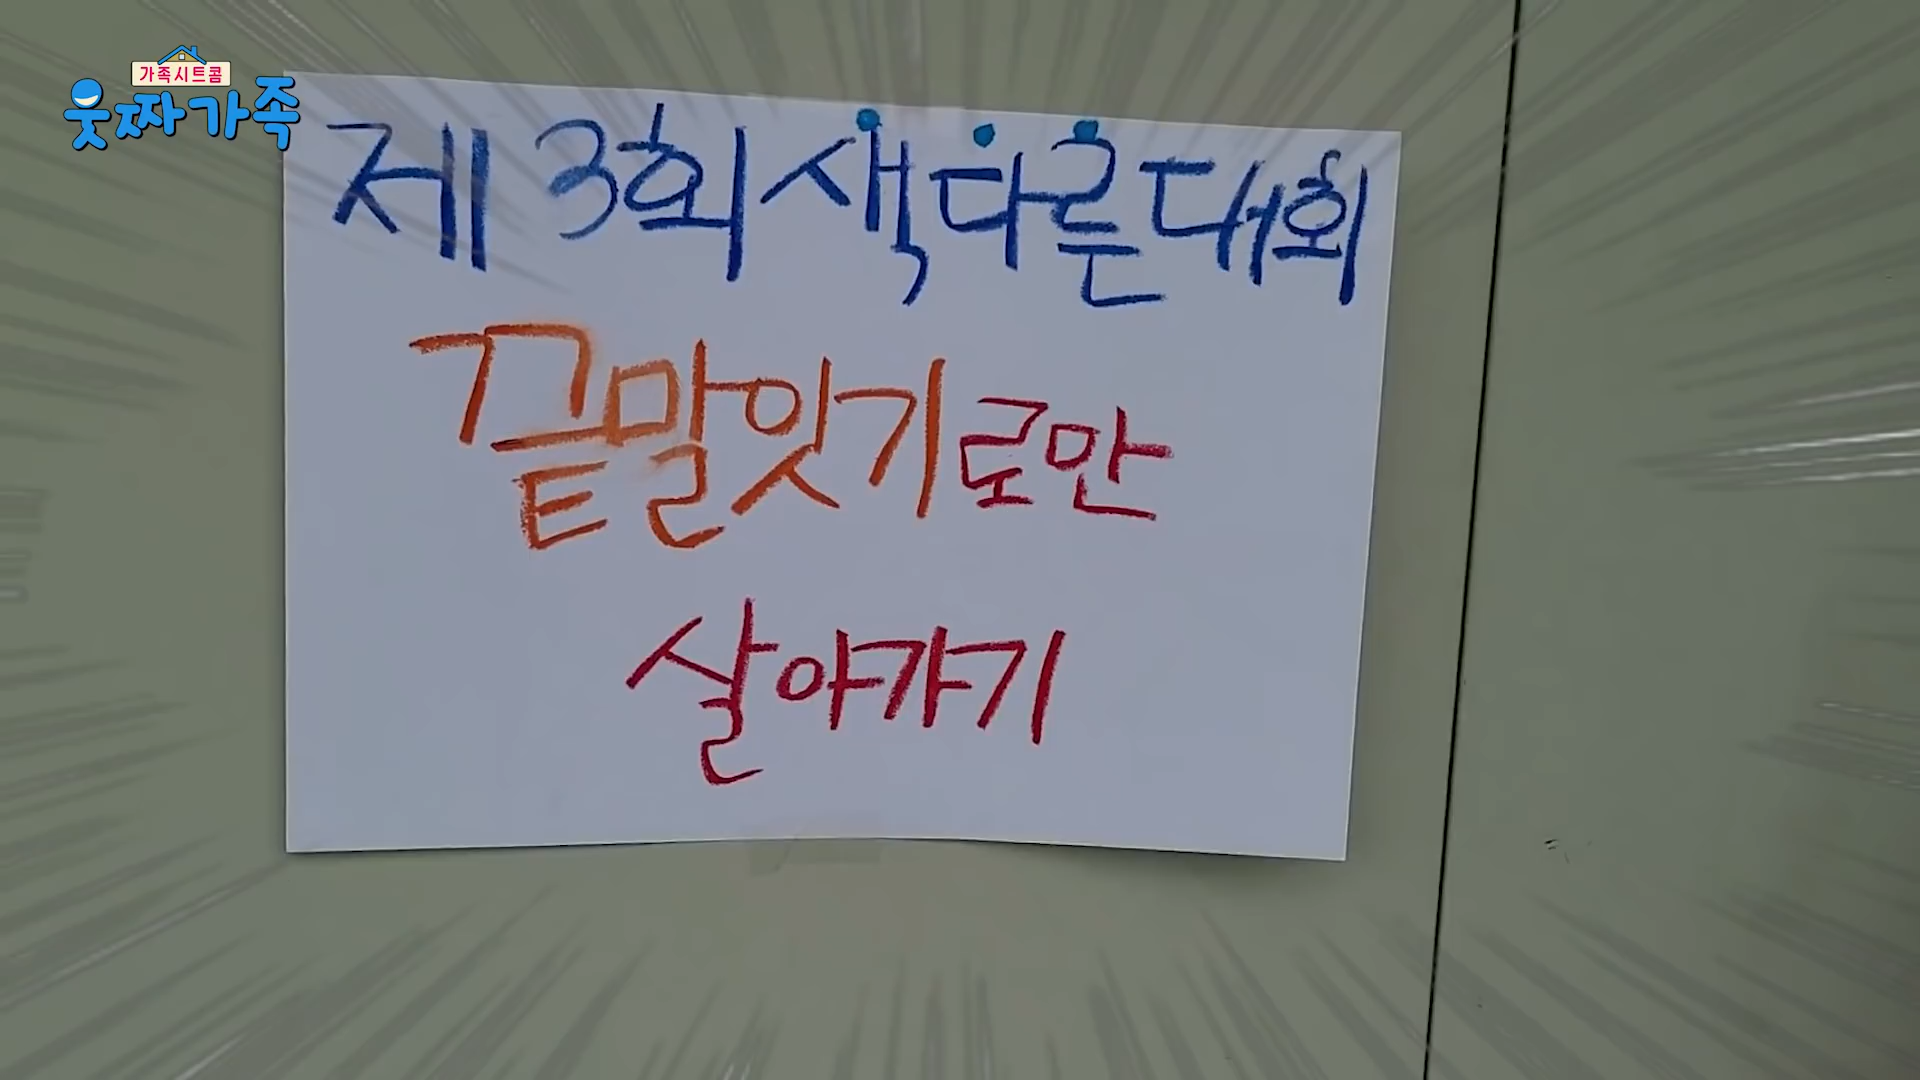 가족시트콤
웃짜가족
제 3회 색다른 대회
끝말잇기로만
살아가기